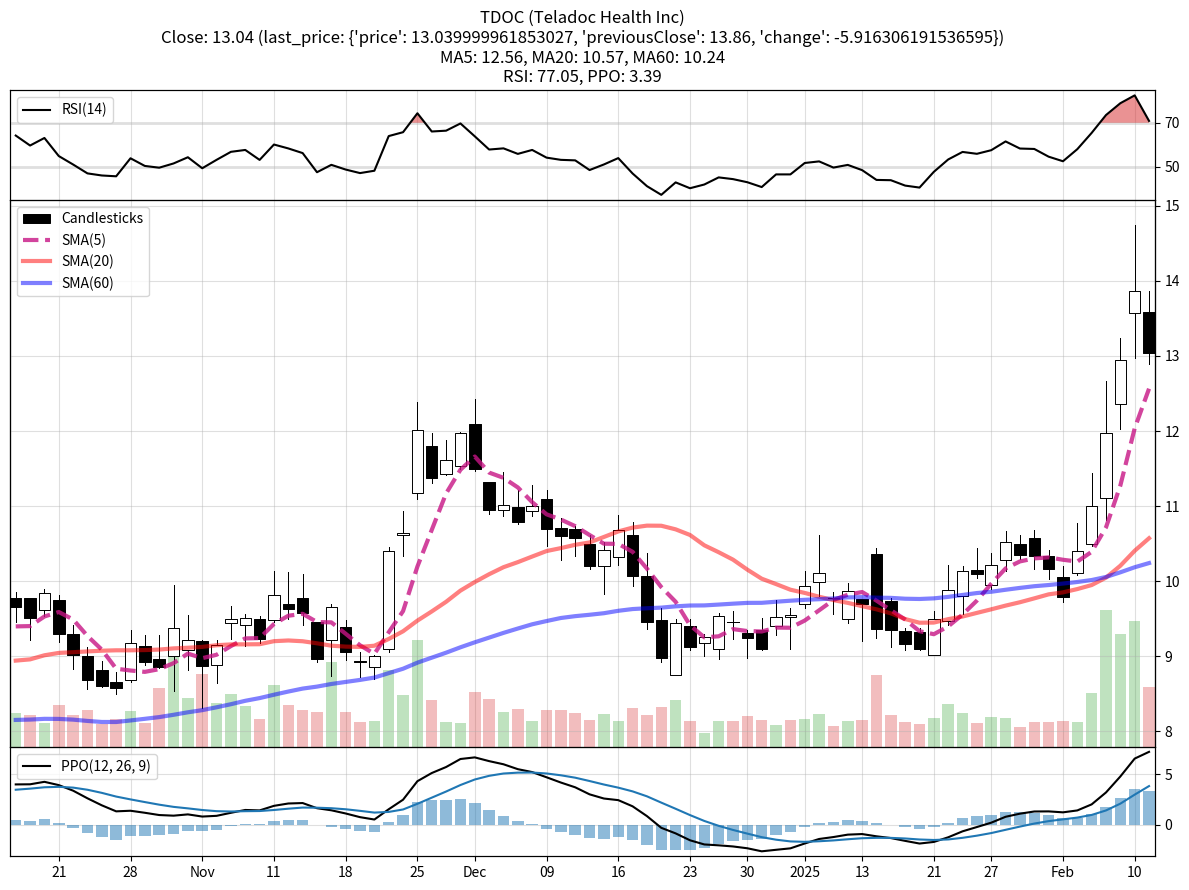 TDOC (Teladoc Health Inc)
Close: 13.04 (last_price: {'price': 13.039999961853027, 'previousClose': 13.86, 'change': -5.916306191536595})
MA5: 12.56, MA20: 10.57, MA60: 10.24
RSI: 77.05, PPO: 3.39
RSI(14)
70
50
Candlesticks
SMA(5)
SMA(20)
SMA(60)
15
14
13
12
11
10
9
8
PPO(12, 26, 9)
5
0
21 28 Nov 11 18 25 Dec 09 16 23 30 2025 13 21 27 Feb 10